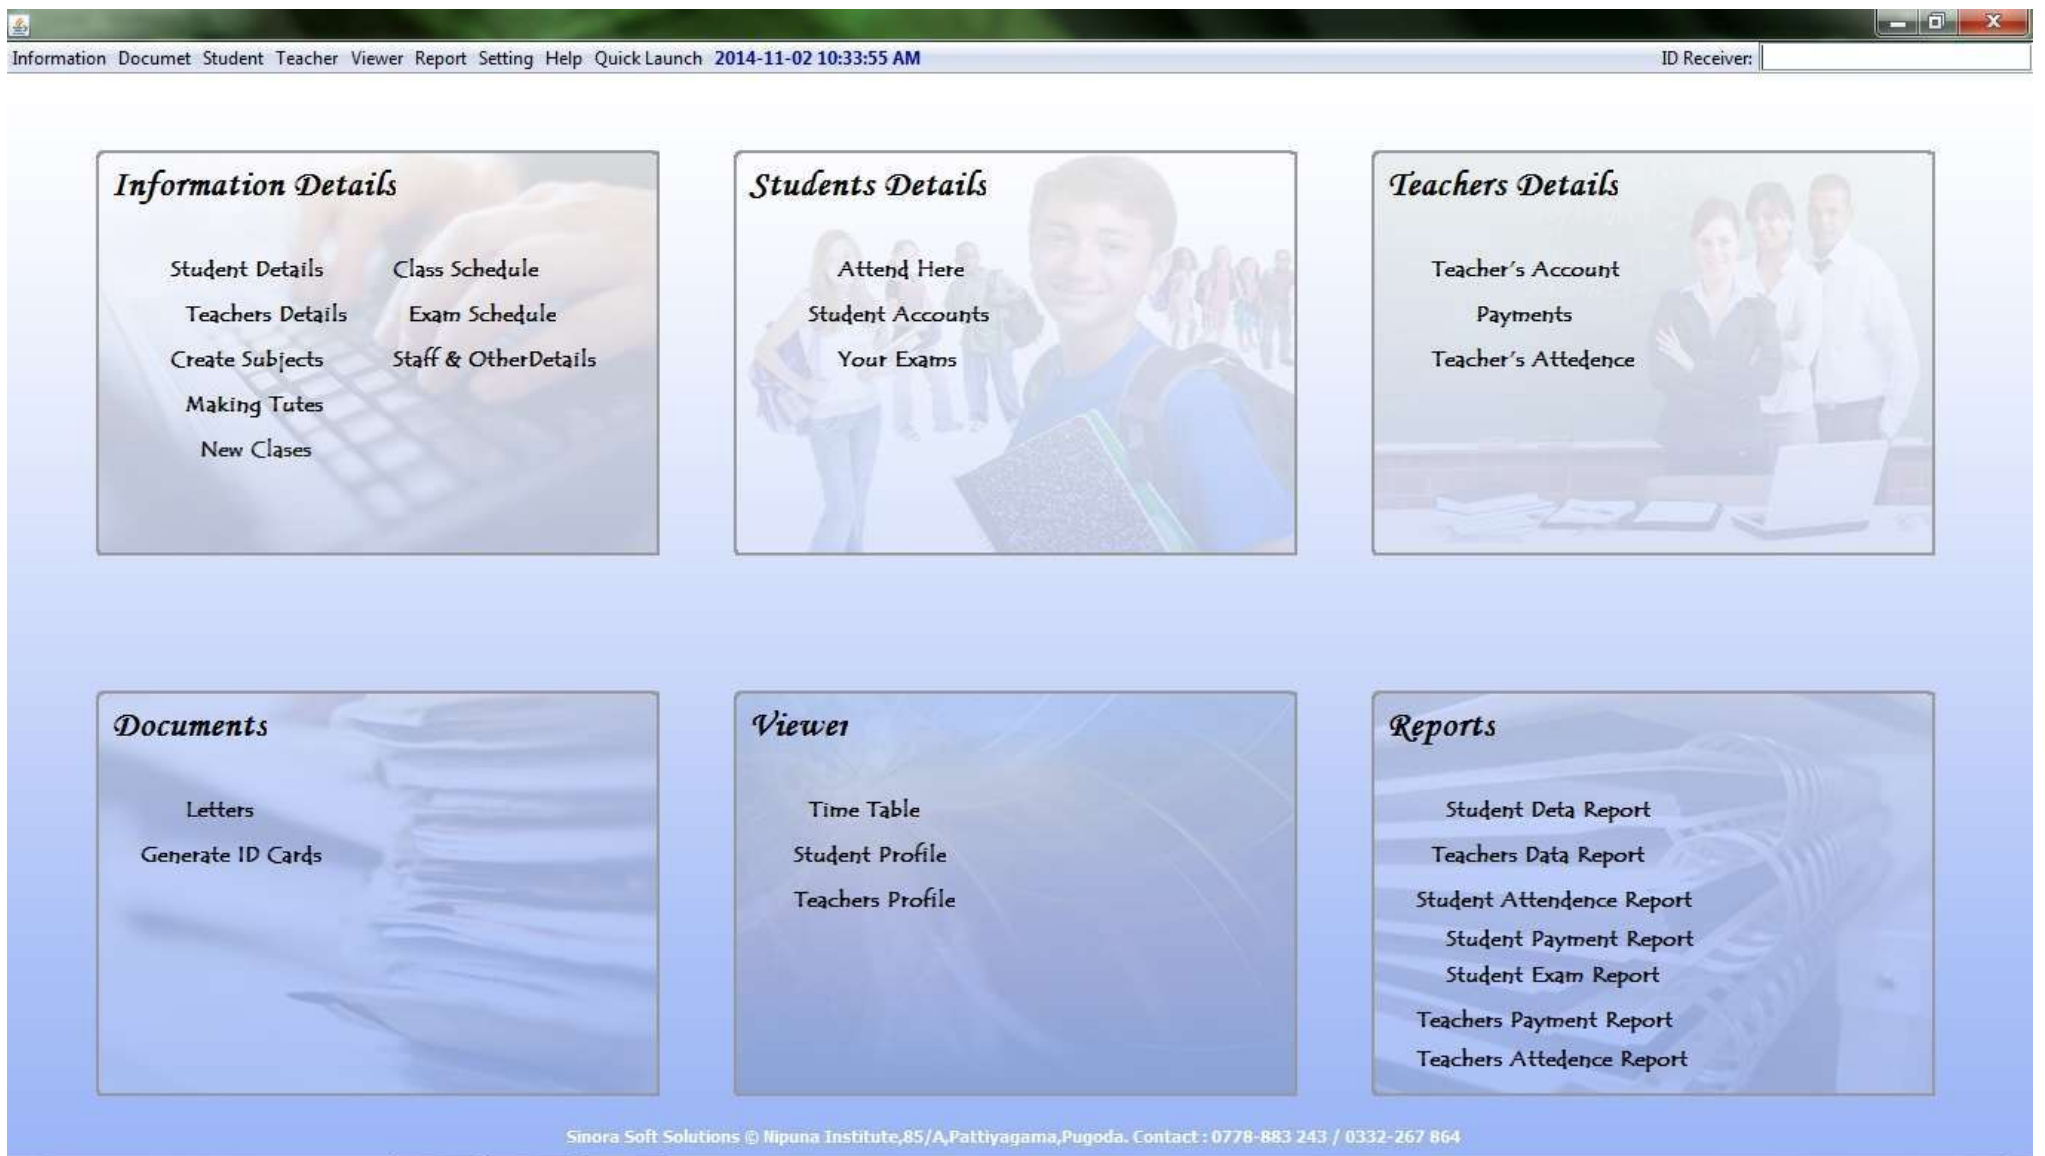 Information Documet Student Teacher Viewer Report Setting Help Quick Launch 2014-11-02 10:33:55 AM ID Receiver:
Information Details
Student Details Class Schedule
Teachers Details Exam Schedule
Create Subjects Staff & OtherDetails
Making Tutes
New Clases
Students Details
Attend Here
Student Accounts
Your Exams
Teachers Details
Teacher's Account
Payments
Teacher's Attedence
Documents
Letters
Generate ID Cards
Viewer
Time Table
Student Profile
Teachers Profile
Reports
Student Deta Report
Teachers Data Report
Student Attendence Report
Student Payment Report
Student Exam Report
Teachers Payment Report
Teachers Attedence Report
Sinora Soft Solutions © Nipuna Institute,85/A,Pattiyagama,Pugoda. Contact : 0778-883 243 / 0332-267 864